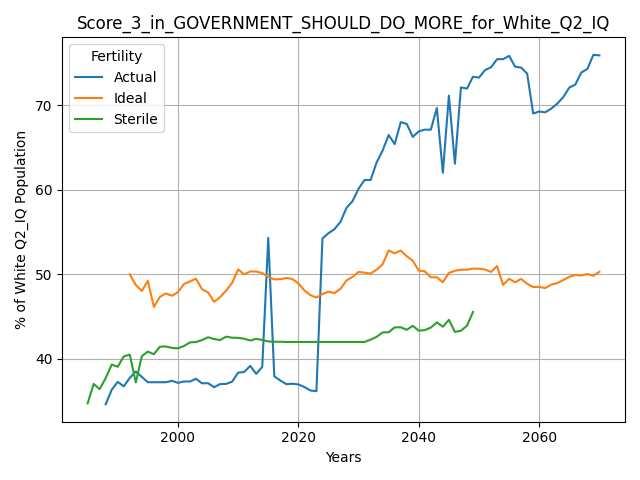 Score_3_in_GOVERNMENT_SHOULD_DO_MORE_for_White_Q2_IQ
Fertility
Actual
Ideal
Sterile
% of White Q2_IQ Population
70
60
50
40
2000
2020
2040
2060
Years